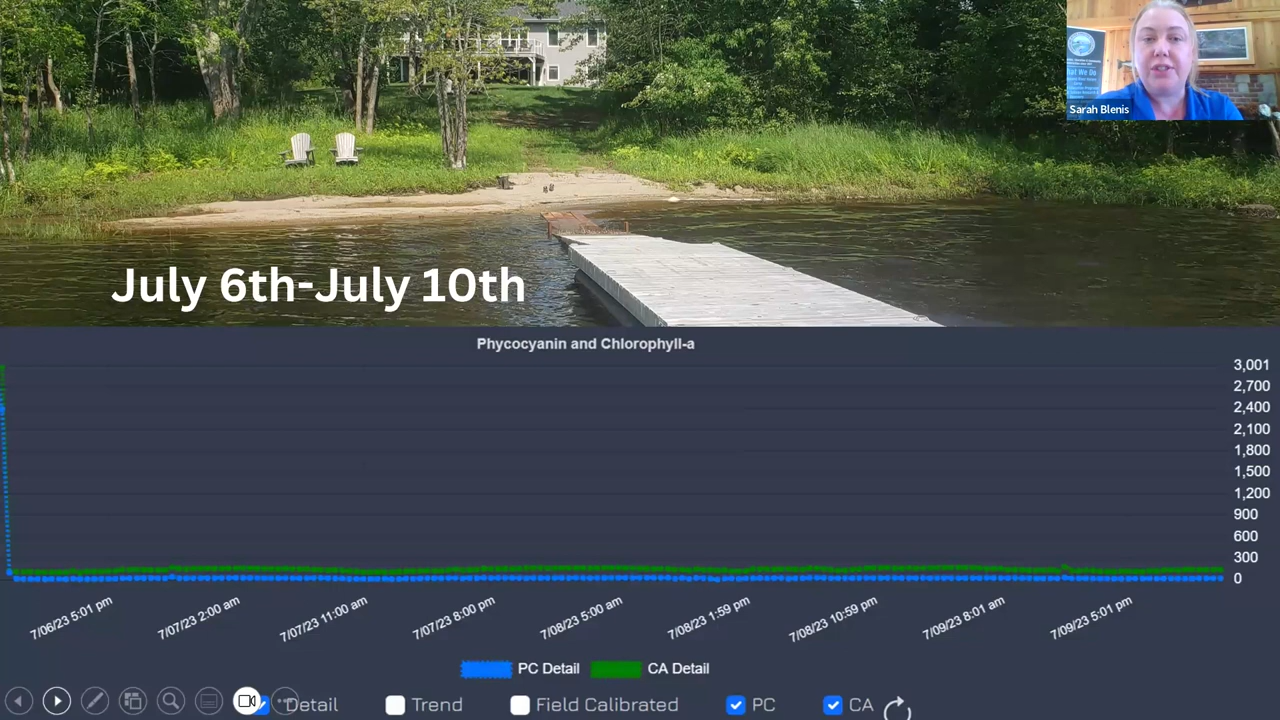 hat We Do
Sarah Blenis
July 6th-July 10th
Phycocyanin and Chlorophyll-a
3,001
2,700
2,400
2,100
1,800
1,500
1,200
900
600
300
0
7/06/23 5:01 pm
7/07/23 2:00 am
7/07/23 11:00 am
7/07/23 8:00 pm
7/08/23 5:00 am
7/08/23 1:59 pm
7/08/23 10:59 pm
7/09/23 8:01 am
7/09/23 5:01 pm
PC Detail CA Detail
Detail Trend Field Calibrated PC CA